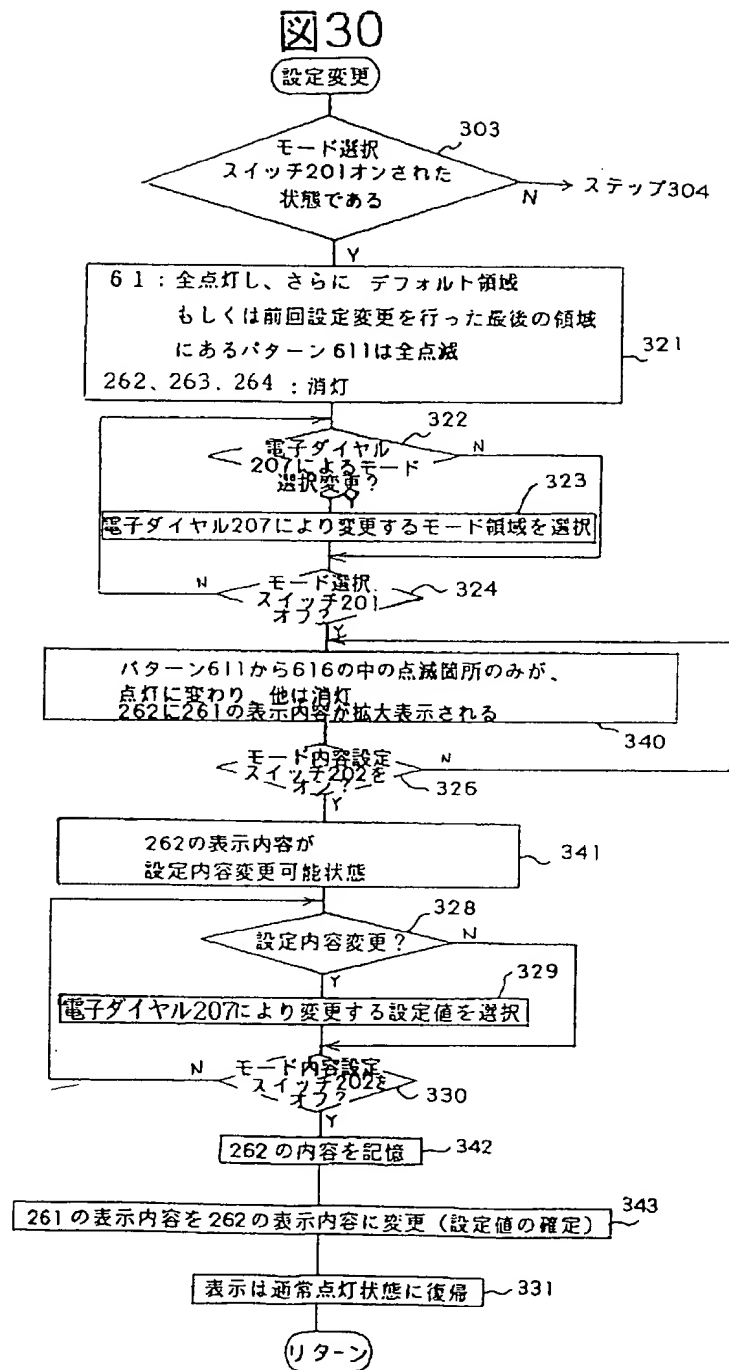 図30
設定変更
303
モード選択
スイッチ201オンされた
状態である
N
ステップ304
Y
61:全点灯し、さらに デフォルト領域
もしくは前回設定変更を行った最後の領域
にあるパターン611は全点滅
262、263.264:消灯
321
322
電子ダイヤル
207によるモード
選択変更?
N
Y
323
電子ダイヤル207により変更するモード領域を選択
モード選択
スイッチ201
オフ?
N
324
Y
パターン611から616の中の点滅箇所のみが、
点灯に変わり、他は消灯
262に261の表示内容が拡大表示される
340
モード内容設定
スイッチ202を
オン?
N
326
Y
262の表示内容が
設定内容変更可能状態
341
328
設定内容変更?
N
Y
329
電子ダイヤル207により変更する設定値を選択
モード内容設定
スイッチ202を
オフ?
N
330
Y
262の内容を記憶
342
343
261の表示内容を262の表示内容に変更(設定値の確定)
表示は通常点灯状態に復帰
331
リターン